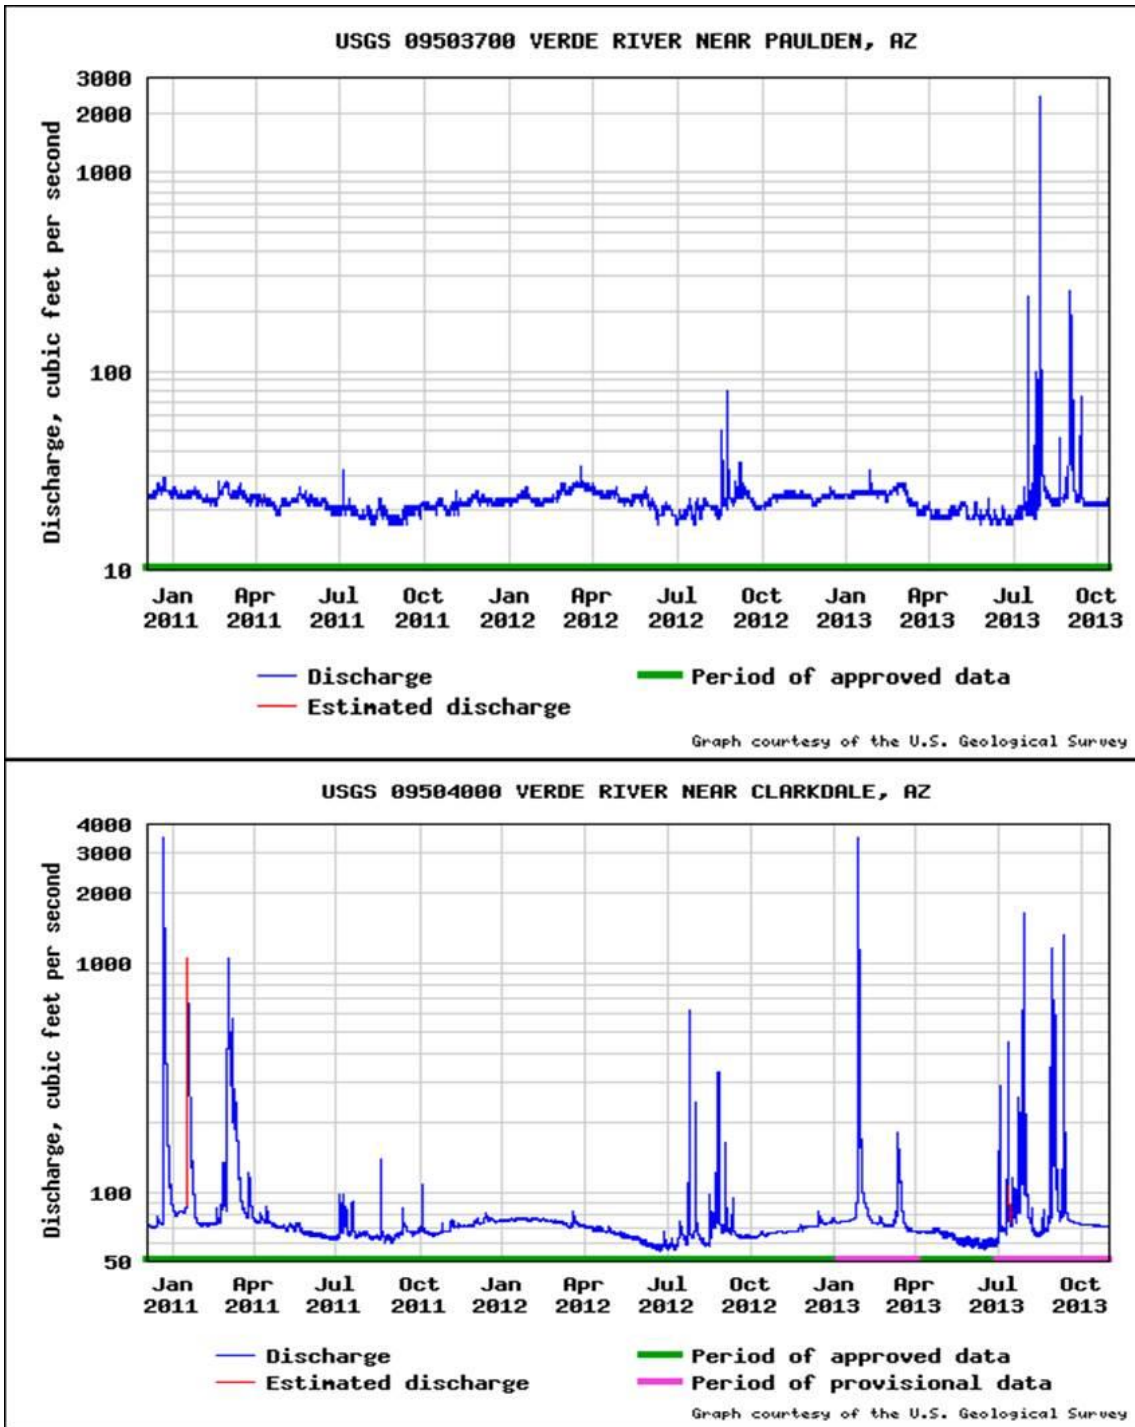 USGS 09503700 VERDE RIVER NEAR PAULDEN, AZ
Discharge, cubic feet per second
3000
2000
1000
100
10
Jan Apr Jul Oct Jan Apr Jul Oct Jan Apr Jul Oct
2011 2011 2011 2011 2012 2012 2012 2012 2013 2013 2013 2013
Discharge Period of approved data
Estimated discharge
Graph courtesy of the U.S. Geological Survey
USGS 09504000 VERDE RIVER NEAR CLARKDALE, AZ
Discharge, cubic feet per second
4000
3000
2000
1000
100
50
Jan Apr Jul Oct Jan Apr Jul Oct Jan Apr Jul Oct
2011 2011 2011 2011 2012 2012 2012 2012 2013 2013 2013 2013
Discharge Period of approved data
Estimated discharge Period of provisional data
Graph courtesy of the U.S. Geological Survey